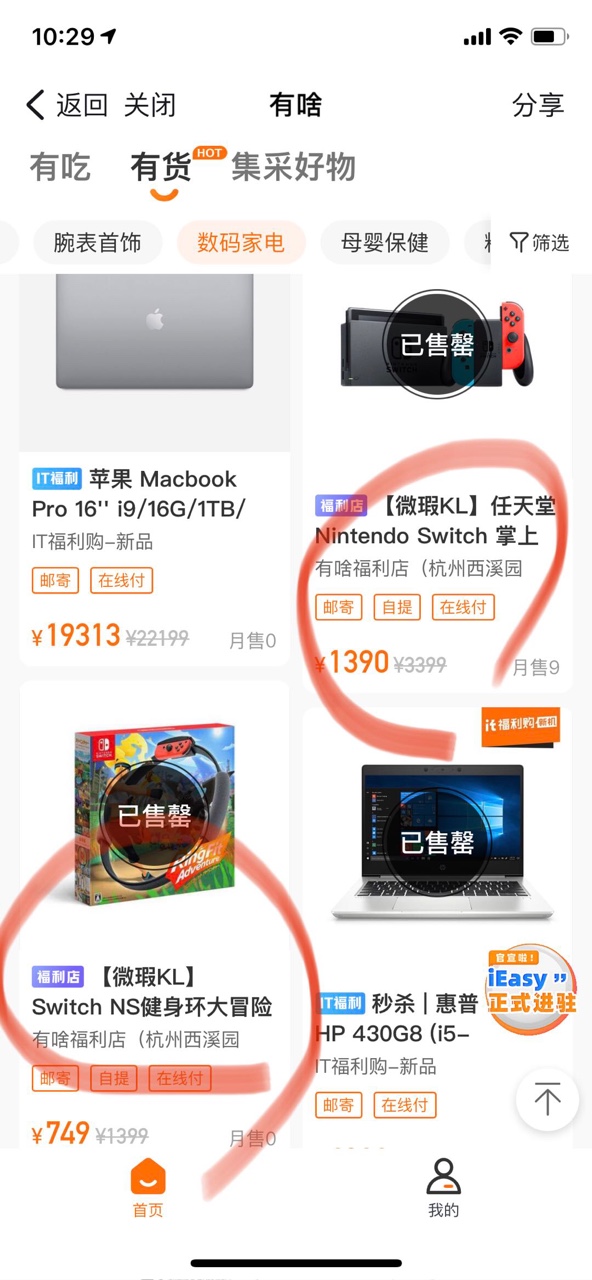 10:29
返回 关闭 有啥 分享
有吃 有货 HOT 集采好物
腕表首饰 数码家电 母婴保健 筛选
IT福利 苹果 Macbook
Pro 16'' i9/16G/1TB/
IT福利购-新品
邮寄 在线付
¥19313 ¥22199 月售0
已售罄
福利店 【微瑕KL】任天堂
Nintendo Switch 掌上
有啥福利店（杭州西溪园
邮寄 自提 在线付
¥1390 ¥3399 月售9
NINTENDO SWITCH
已售罄
RingFit
Adventure
福利店 【微瑕KL】
Switch NS健身环大冒险
有啥福利店（杭州西溪园
邮寄 自提 在线付
¥749 ¥1399 月售0
it福利购|新机
已售罄
IT福利 秒杀｜惠普
HP 430G8 (i5-
IT福利购-新品
邮寄 在线付
官宣啦！
iEasy
正式进驻
首页 我的